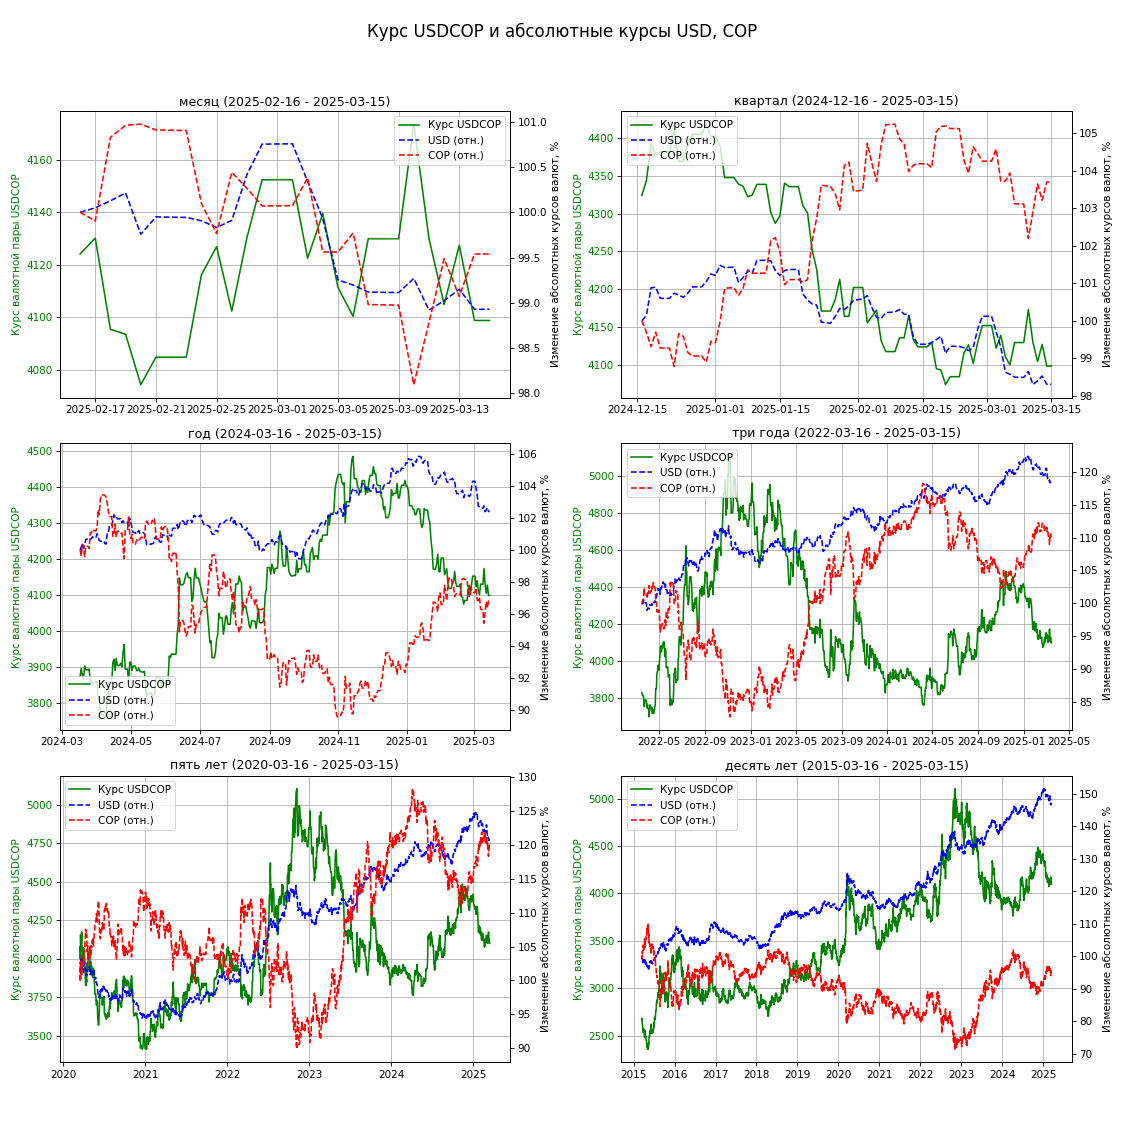 Курс USDCOP и абсолютные курсы USD, COP
месяц (2025-02-16 - 2025-03-15)
Курс валютной пары USDCOP
4160
4140
4120
4100
4080
Курс USDCOP
USD (отн.)
COP (отн.)
101.0
100.5
100.0
99.5
99.0
98.5
98.0
Изменение абсолютных курсов валют, %
2025-02-17 2025-02-21 2025-02-25 2025-03-01 2025-03-05 2025-03-09 2025-03-13
квартал (2024-12-16 - 2025-03-15)
Курс валютной пары USDCOP
4400
4350
4300
4250
4200
4150
4100
Курс USDCOP
USD (отн.)
COP (отн.)
105
104
103
102
101
100
99
98
Изменение абсолютных курсов валют, %
2024-12-15 2025-01-01 2025-01-15 2025-02-01 2025-02-15 2025-03-01 2025-03-15
год (2024-03-16 - 2025-03-15)
Курс валютной пары USDCOP
4500
4400
4300
4200
4100
4000
3900
3800
Курс USDCOP
USD (отн.)
COP (отн.)
106
104
102
100
98
96
94
92
90
Изменение абсолютных курсов валют, %
2024-03 2024-05 2024-07 2024-09 2024-11 2025-01 2025-03
три года (2022-03-16 - 2025-03-15)
Курс валютной пары USDCOP
5000
4800
4600
4400
4200
4000
3800
Курс USDCOP
USD (отн.)
COP (отн.)
120
115
110
105
100
95
90
85
Изменение абсолютных курсов валют, %
2022-05 2022-09 2023-01 2023-05 2023-09 2024-01 2024-05 2024-09 2025-01 2025-05
пять лет (2020-03-16 - 2025-03-15)
Курс валютной пары USDCOP
5000
4750
4500
4250
4000
3750
3500
Курс USDCOP
USD (отн.)
COP (отн.)
130
125
120
115
110
105
100
95
90
Изменение абсолютных курсов валют, %
2020 2021 2022 2023 2024 2025
десять лет (2015-03-16 - 2025-03-15)
Курс валютной пары USDCOP
5000
4500
4000
3500
3000
2500
Курс USDCOP
USD (отн.)
COP (отн.)
150
140
130
120
110
100
90
80
70
Изменение абсолютных курсов валют, %
2015 2016 2017 2018 2019 2020 2021 2022 2023 2024 2025